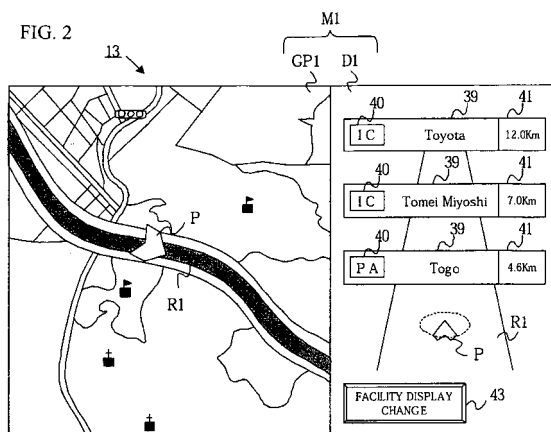 FIG. 2
13
M1
GP1 D1
40 39 41
IC Toyota 12.0Km
40 39 41
IC Tomei Miyoshi 7.0Km
40 39 41
PA Togo 4.6Km
P
R1
R1
P
FACILITY DISPLAY
CHANGE
43